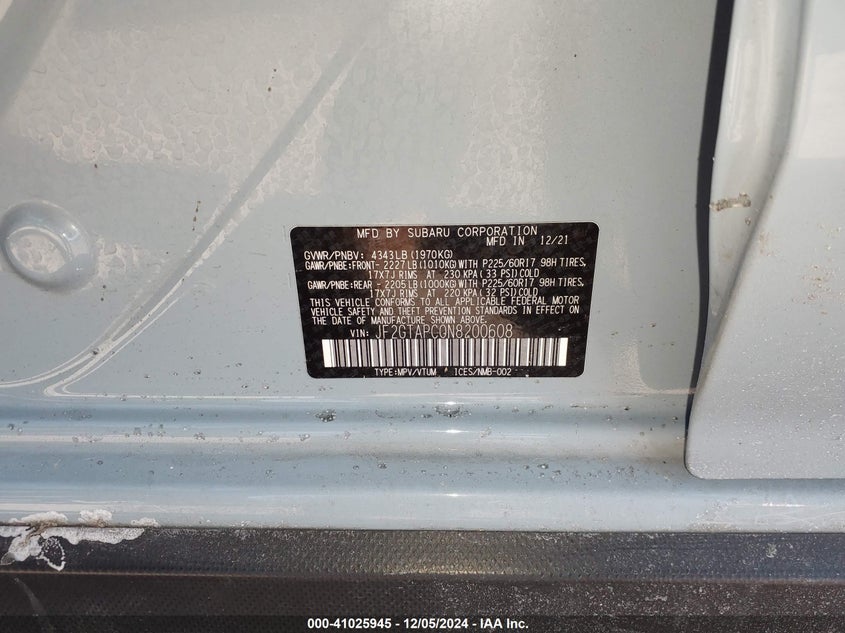 MFD BY SUBARU CORPORATION
MFD IN 12/21
GVWR/PNBV: 4343LB(1970KG)
GAWR/PNBE:FRONT- 2227LB(1010KG)WITH P225/60R17 98H TIRES,
17X7J RIMS AT 230 KPA(33 PSI)COLD
GAWR/PNBE:REAR - 2205LB(1000KG)WITH P225/60R17 98H TIRES,
17X7J RIMS AT 220 KPA(32 PSI)COLD
THIS VEHICLE CONFORMS TO ALL APPLICABLE FEDERAL MOTOR
VEHICLE SAFETY AND THEFT PREVENTION STANDARDS IN EFFECT ON
THE DATE OF MANUFACTURE SHOWN ABOVE.
VIN: JF2GTAPC0N8200608
TYPE:MPV/VTUM * ICES/NMB-002
000-41025945 - 12/05/2024 - IAA Inc.